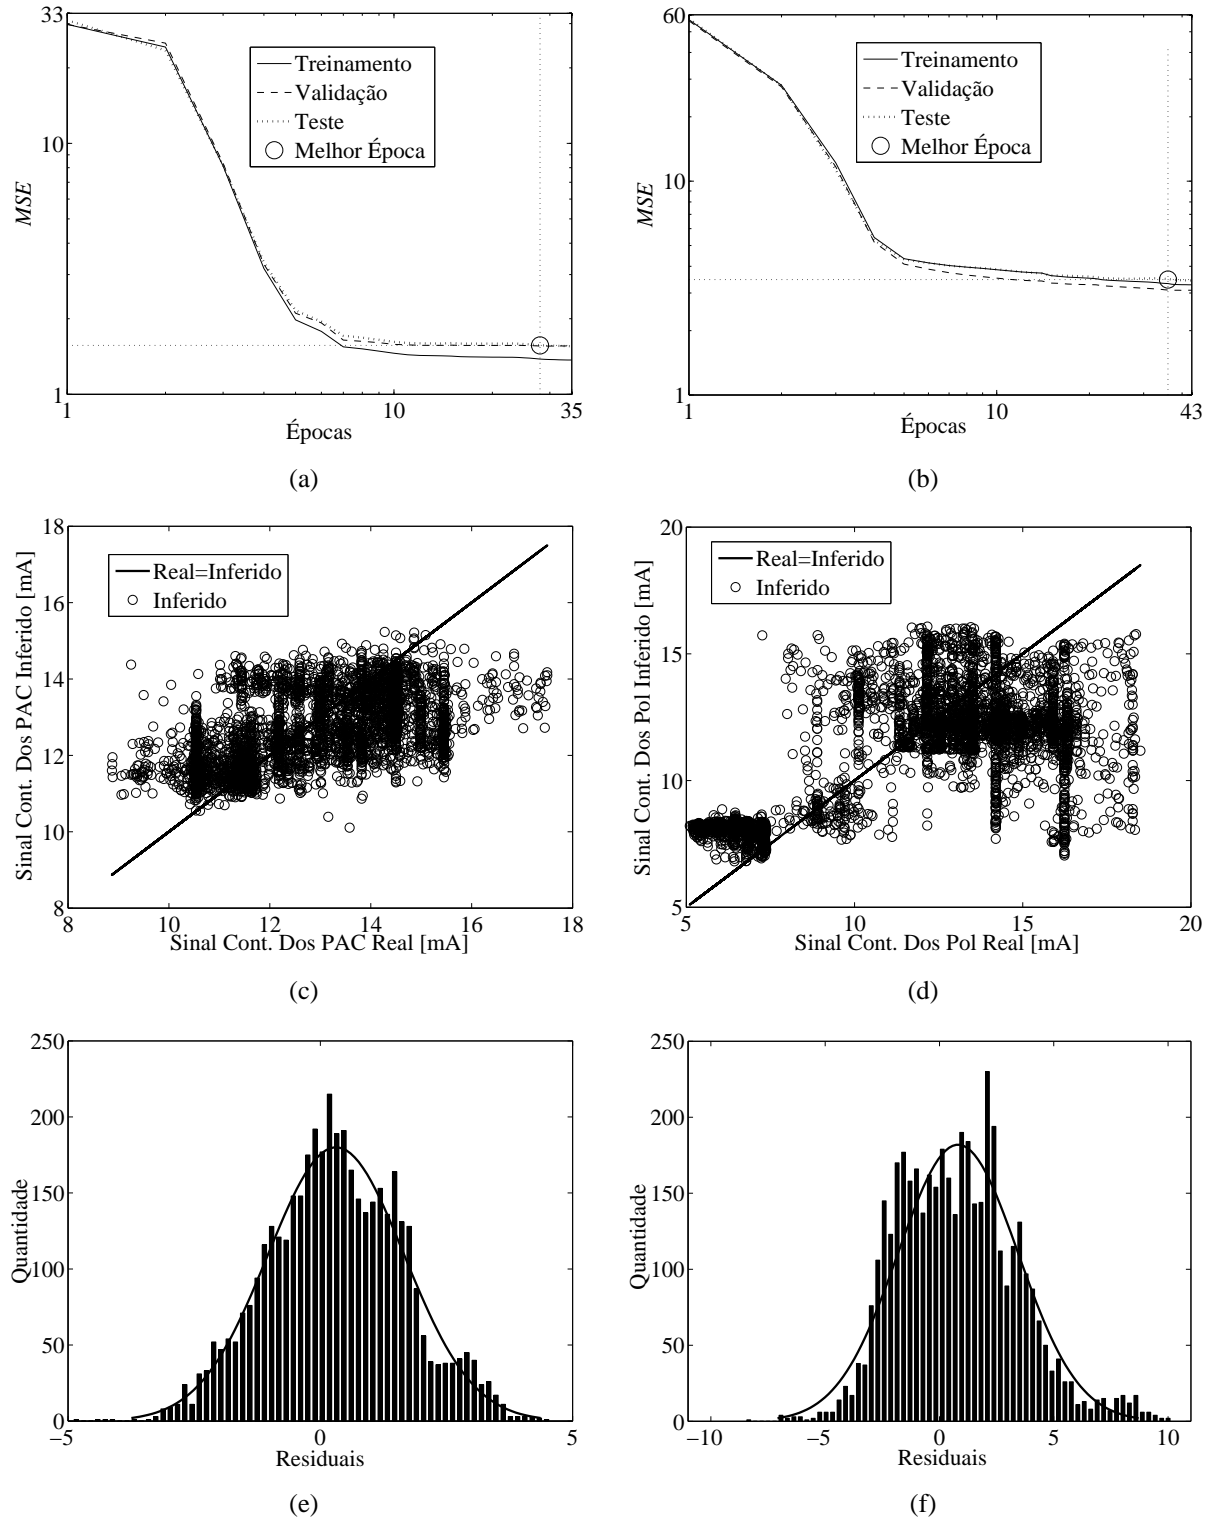 33
10
1
MSE
Treinamento
Validação
Teste
Melhor Época
1
10
35
Épocas
(a)
60
10
1
MSE
Treinamento
Validação
Teste
Melhor Época
1
10
43
Épocas
(b)
18
16
14
12
10
8
Sinal Cont. Dos PAC Inferido [mA]
Real=Inferido
Inferido
8
10
12
14
16
18
Sinal Cont. Dos PAC Real [mA]
(c)
20
15
10
5
Sinal Cont. Dos Pol Inferido [mA]
Real=Inferido
Inferido
5
10
15
20
Sinal Cont. Dos Pol Real [mA]
(d)
250
200
150
100
50
0
Quantidade
−5
0
5
Residuais
(e)
250
200
150
100
50
0
Quantidade
−10
−5
0
5
10
Residuais
(f)